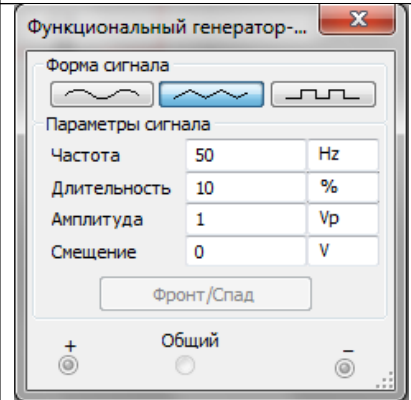 Функциональный генератор-...
Форма сигнала
Параметры сигнала
Частота 50 Hz
Длительность 10 %
Амплитуда 1 Vp
Смещение 0 V
Фронт/Спад
+ Общий –